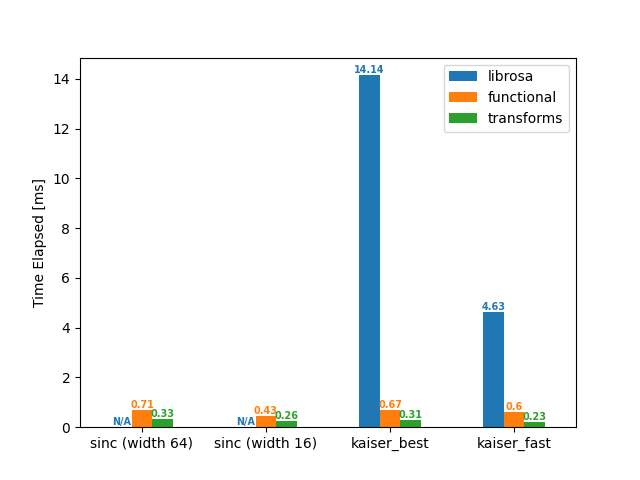 14.14
librosa
functional
transforms
14
12
10
8
6
4
2
0
Time Elapsed [ms]
4.63
N/A
0.71
0.33
N/A
0.43
0.26
0.67
0.31
0.6
0.23
sinc (width 64)
sinc (width 16)
kaiser_best
kaiser_fast